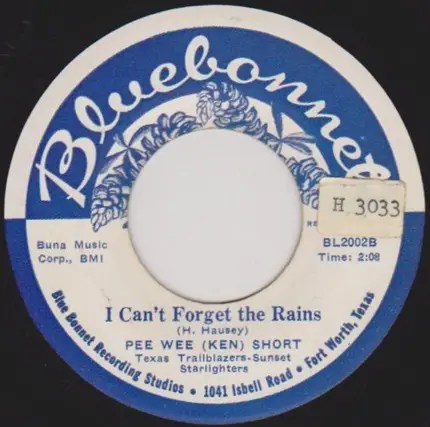 Bluebonnet
H 3033
Buna Music
Corp., BMI
BL2002B
Time: 2:08
I Can't Forget the Rains
(H. Hausey)
PEE WEE (KEN) SHORT
Texas Trailblazers-Sunset
Starlighters
Blue Bonnet Recording Studios • 1041 Isbell Road • Fort Worth, Texas